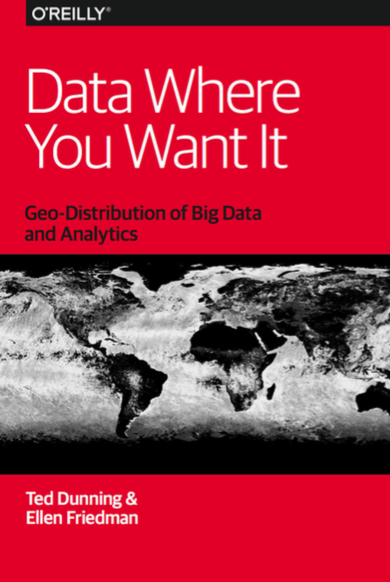 O'REILLY®
Data Where
You Want It
Geo-Distribution of Big Data
and Analytics
Ted Dunning &
Ellen Friedman